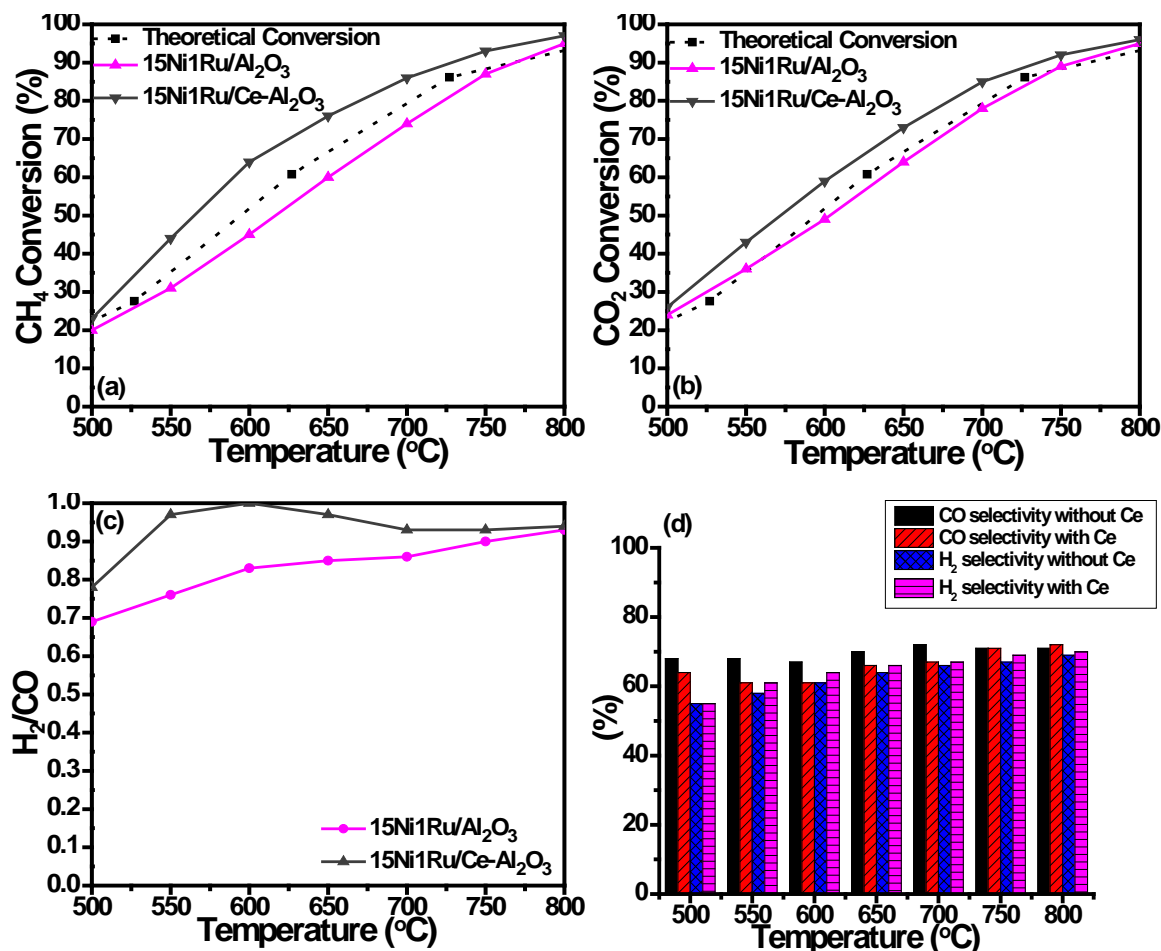 100
90
80
70
60
50
40
30
20
10
0
CH₄ Conversion (%)
Theoretical Conversion
15Ni1Ru/Al₂O₃
15Ni1Ru/Ce-Al₂O₃
(a)
500 550 600 650 700 750 800
Temperature (°C)
100
90
80
70
60
50
40
30
20
10
0
CO₂ Conversion (%)
Theoretical Conversion
15Ni1Ru/Al₂O₃
15Ni1Ru/Ce-Al₂O₃
(b)
500 550 600 650 700 750 800
Temperature (°C)
1.0
0.9
0.8
0.7
0.6
0.5
0.4
0.3
0.2
0.1
0.0
H₂/CO
(c)
15Ni1Ru/Al₂O₃
15Ni1Ru/Ce-Al₂O₃
500 550 600 650 700 750 800
Temperature (°C)
(d)
CO selectivity without Ce
CO selectivity with Ce
H₂ selectivity without Ce
H₂ selectivity with Ce
100
80
60
40
20
0
(%)
500 550 600 650 700 750 800
Temperature (°C)